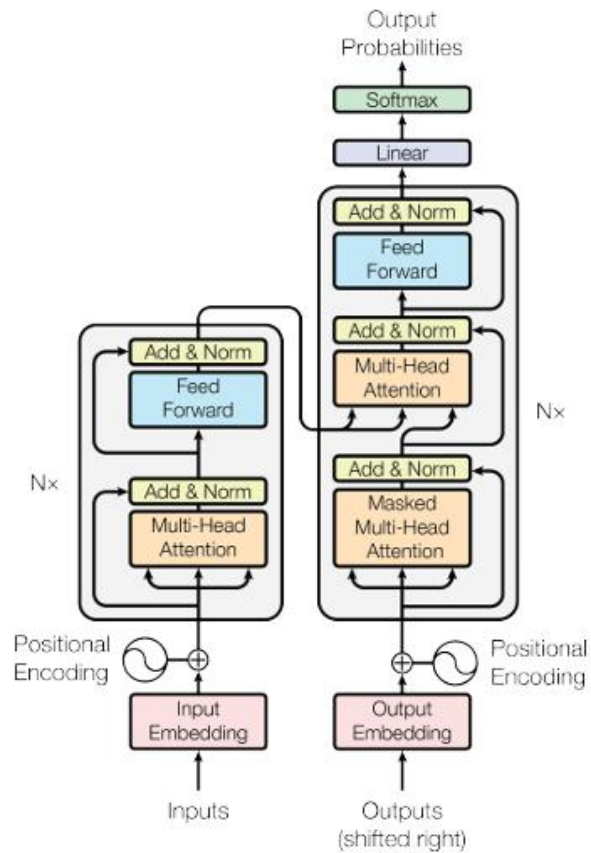 Output
Probabilities
Softmax
Linear
Add & Norm
Feed
Forward
Add & Norm
Multi-Head
Attention
Add & Norm
Masked
Multi-Head
Attention
N×
Add & Norm
Feed
Forward
Add & Norm
Multi-Head
Attention
N×
Positional
Encoding
Positional
Encoding
Input
Embedding
Output
Embedding
Inputs
Outputs
(shifted right)